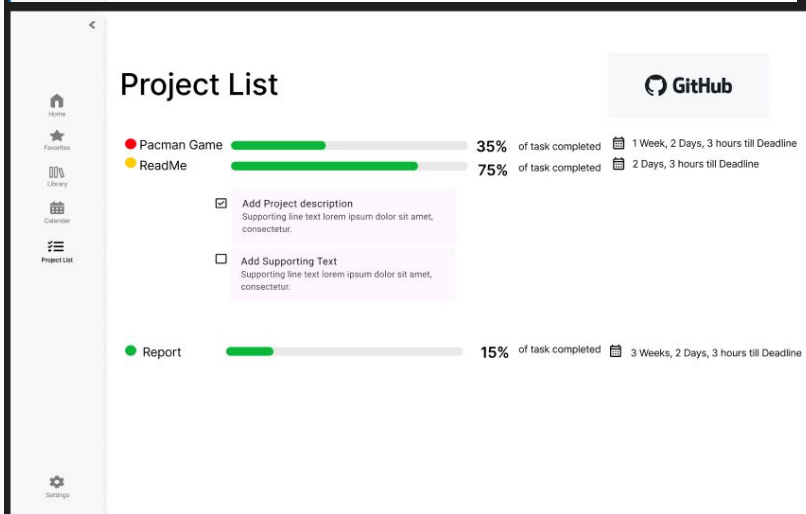 Project List
GitHub
Home
Favorites
Library
Calendar
Project List
Settings
Pacman Game 35% of task completed 1 Week, 2 Days, 3 hours till Deadline
ReadMe 75% of task completed 2 Days, 3 hours till Deadline
Add Project description
Supporting line text lorem ipsum dolor sit amet,
consectetur.
Add Supporting Text
Supporting line text lorem ipsum dolor sit amet,
consectetur.
Report 15% of task completed 3 Weeks, 2 Days, 3 hours till Deadline